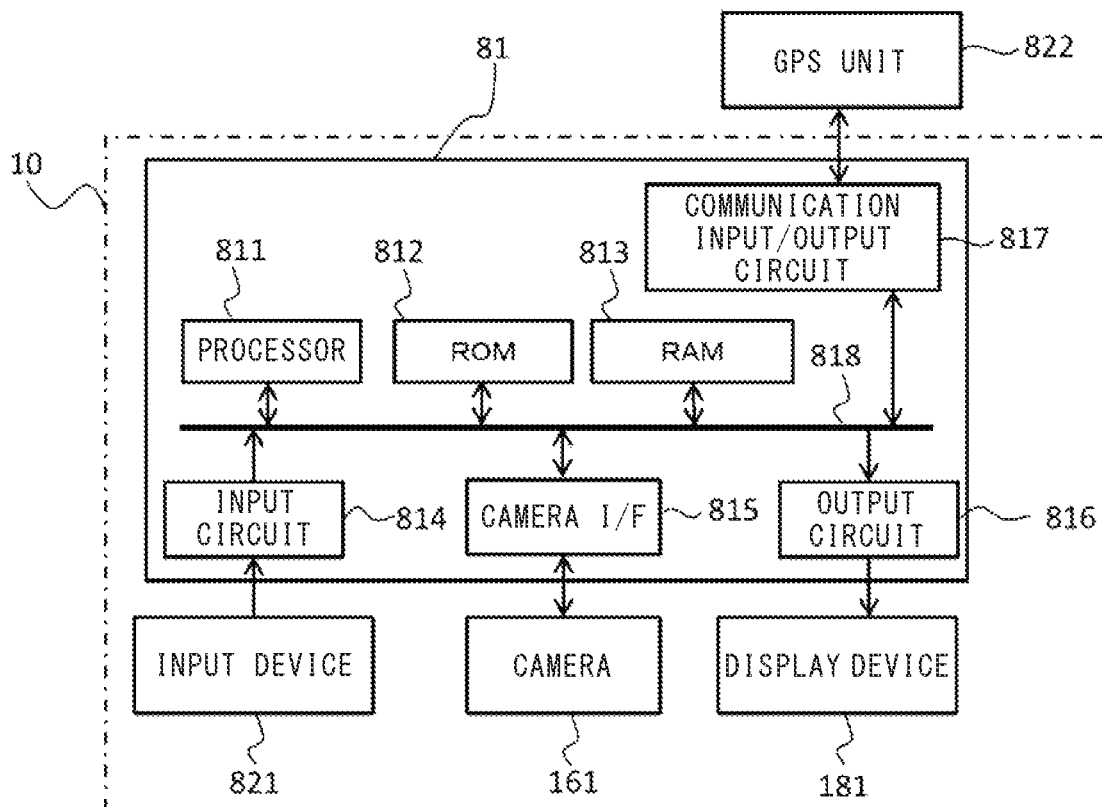 81
GPS UNIT
822
10
COMMUNICATION
INPUT/OUTPUT
CIRCUIT
817
811
812
813
PROCESSOR
ROM
RAM
818
INPUT
CIRCUIT
814
CAMERA I/F
815
OUTPUT
CIRCUIT
816
INPUT DEVICE
CAMERA
DISPLAY DEVICE
821
161
181